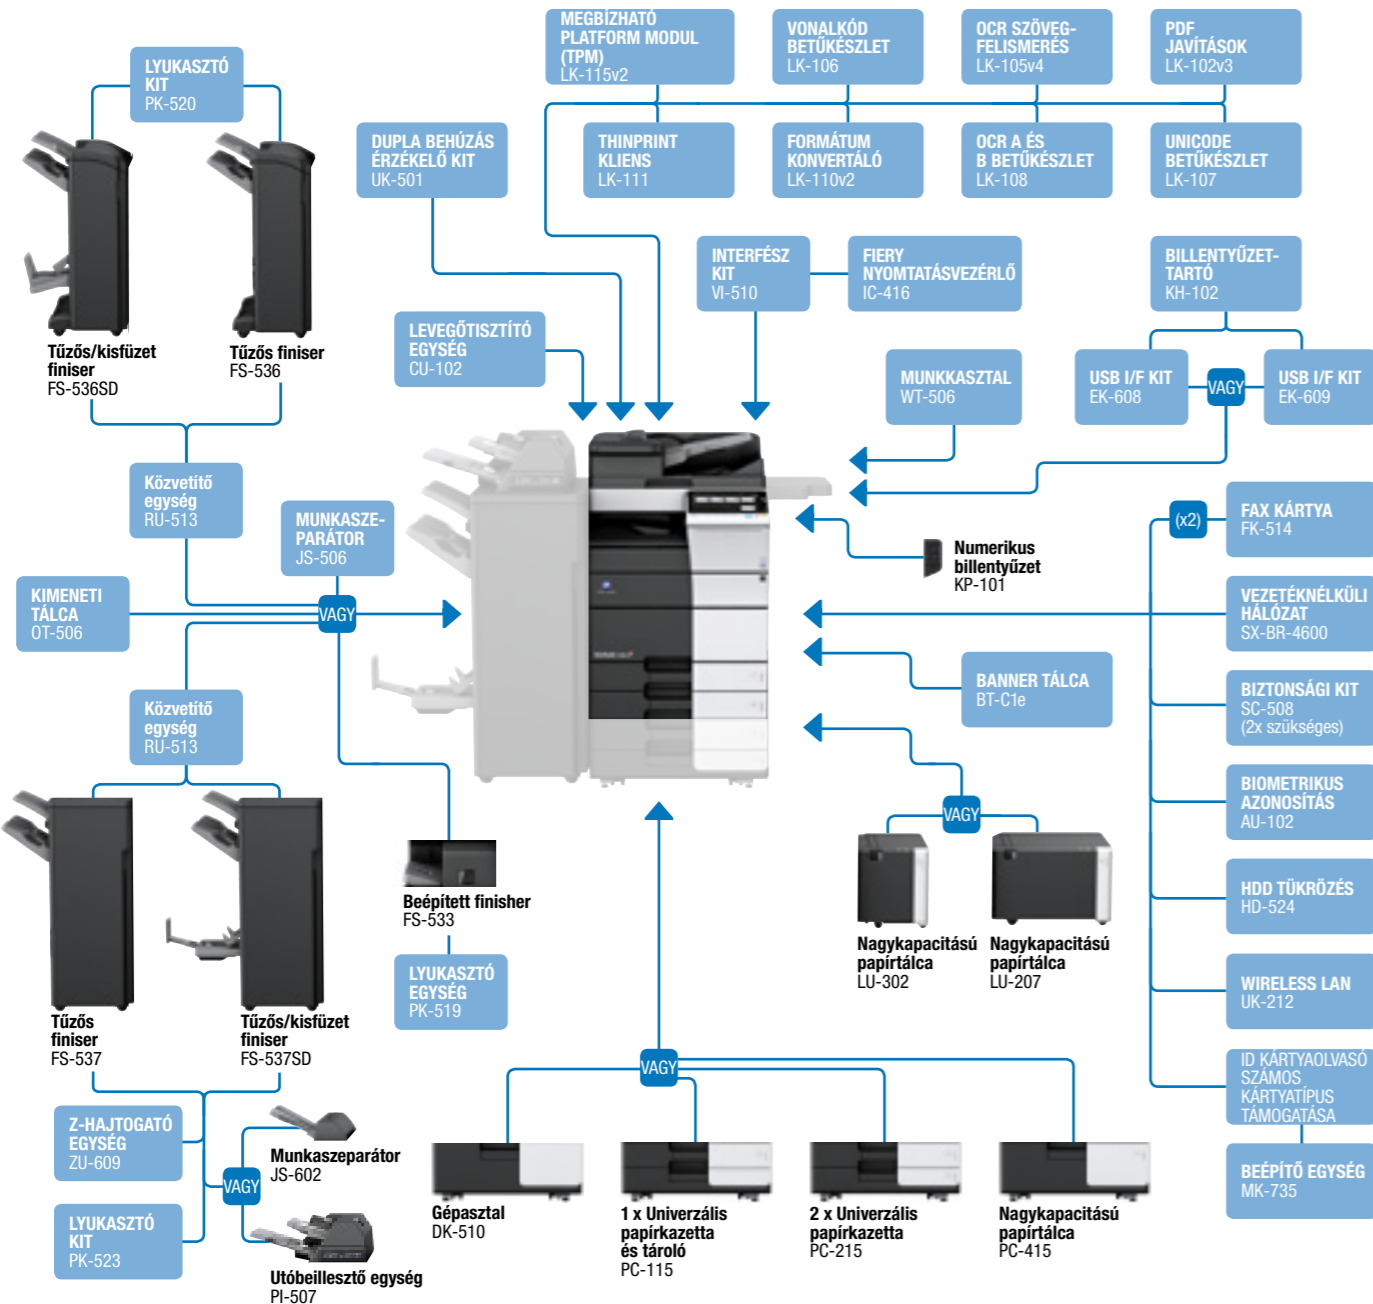 LYUKASZTÓ
KIT
PK-520
MEGBÍZHATÓ
PLATFORM MODUL
(TPM)
LK-115v2
VONALKÓD
BETŰKÉSZLET
LK-106
OCR SZÖVEG-
FELISMERÉS
LK-105v4
PDF
JAVÍTÁSOK
LK-102v3
DUPLA BEHÚZÁS
ÉRZÉKELŐ KIT
UK-501
THINPRINT
KLIENS
LK-111
FORMÁTUM
KONVERTÁLÓ
LK-110v2
OCR A ÉS
B BETŰKÉSZLET
LK-108
UNICODE
BETŰKÉSZLET
LK-107
INTERFÉSZ
KIT
VI-510
FIERY
NYOMTATÁSVEZÉRLŐ
IC-416
BILLENTYŰZET-
TARTÓ
KH-102
Tűzős/kisfüzet
finiser
FS-536SD
Tűzős finiser
FS-536
LEVEGŐTISZTÍTÓ
EGYSÉG
CU-102
MUNKKASZTAL
WT-506
USB I/F KIT
EK-608
VAGY
USB I/F KIT
EK-609
Közvetítő
egység
RU-513
MUNKASZE-
PARÁTOR
JS-506
Numerikus
billentyűzet
KP-101
(x2)
FAX KÁRTYA
FK-514
KIMENETI
TÁLCA
OT-506
VAGY
VEZETÉKNÉLKÜLI
HÁLÓZAT
SX-BR-4600
Közvetítő
egység
RU-513
BANNER TÁLCA
BT-C1e
BIZTONSÁGI KIT
SC-508
(2x szükséges)
BIOMETRIKUS
AZONOSÍTÁS
AU-102
VAGY
Beépített finisher
FS-533
HDD TÜKRÖZÉS
HD-524
Nagykapacitású
papírtálca
LU-302
Nagykapacitású
papírtálca
LU-207
LYUKASZTÓ
EGYSÉG
PK-519
WIRELESS LAN
UK-212
Tűzős
finiser
FS-537
Tűzős/kisfüzet
finiser
FS-537SD
VAGY
ID KÁRTYAOLVASÓ
SZÁMOS
KÁRTYATÍPUS
TÁMOGATÁSA
Z-HAJTOGATÓ
EGYSÉG
ZU-609
Munkaszeparátor
JS-602
VAGY
BEÉPÍTŐ EGYSÉG
MK-735
LYUKASZTÓ
KIT
PK-523
Utóbeillesztő egység
PI-507
Gépasztal
DK-510
1 x Univerzális
papírkazetta
és tároló
PC-115
2 x Univerzális
papírkazetta
PC-215
Nagykapacitású
papírtálca
PC-415